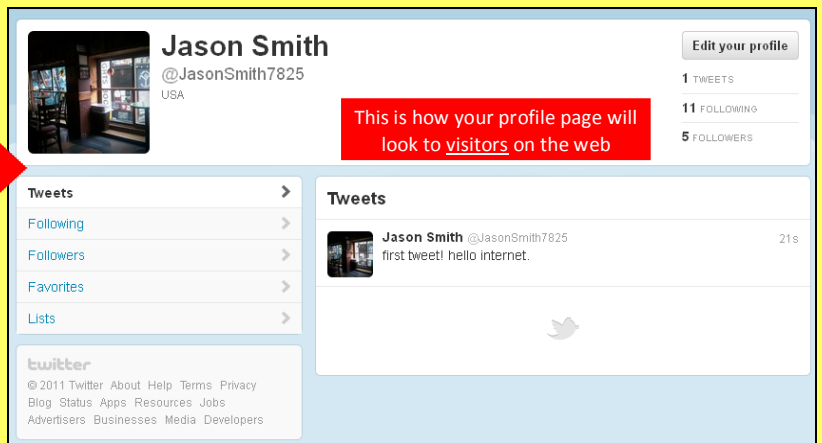 Jason Smith
@JasonSmith7825
USA
Edit your profile
1 TWEETS
11 FOLLOWING
5 FOLLOWERS
This is how your profile page will
look to visitors on the web
Tweets
Following
Followers
Favorites
Lists
twitter
© 2011 Twitter About Help Terms Privacy
Blog Status Apps Resources Jobs
Advertisers Businesses Media Developers
Tweets
Jason Smith @JasonSmith7825 21s
first tweet! hello internet.